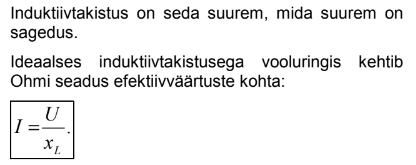 Induktiivtakistus on seda suurem, mida suurem on
sagedus.
Ideaalses induktiivtakistusega vooluringis kehtib
Ohmi seadus efektiivväärtuste kohta:
I = U / x_L .